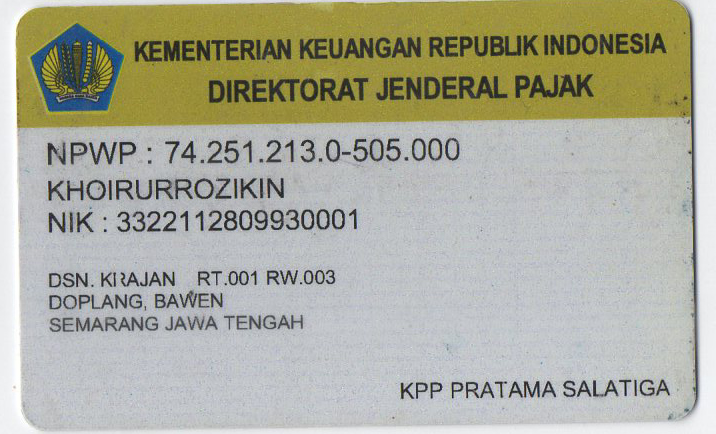 KEMENTERIAN KEUANGAN REPUBLIK INDONESIA
DIREKTORAT JENDERAL PAJAK
NPWP : 74.251.213.0-505.000
KHOIRURROZIKIN
NIK : 3322112809930001
DSN. KRAJAN RT.001 RW.003
DOPLANG, BAWEN
SEMARANG JAWA TENGAH
KPP PRATAMA SALATIGA